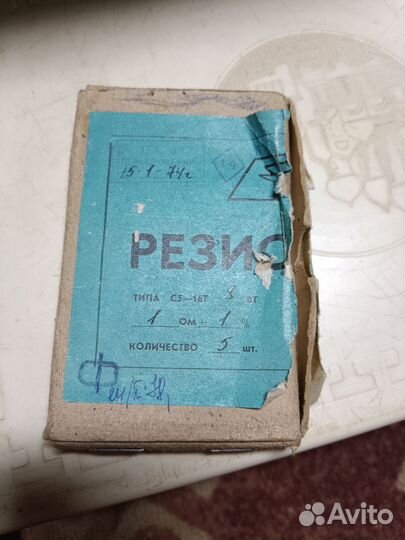 15·1·74г
РЕЗИС
ТИПА С5—16Т 8 ВТ
1 ОМ ± 1 %
КОЛИЧЕСТВО 5 ШТ.
Ф
Avito